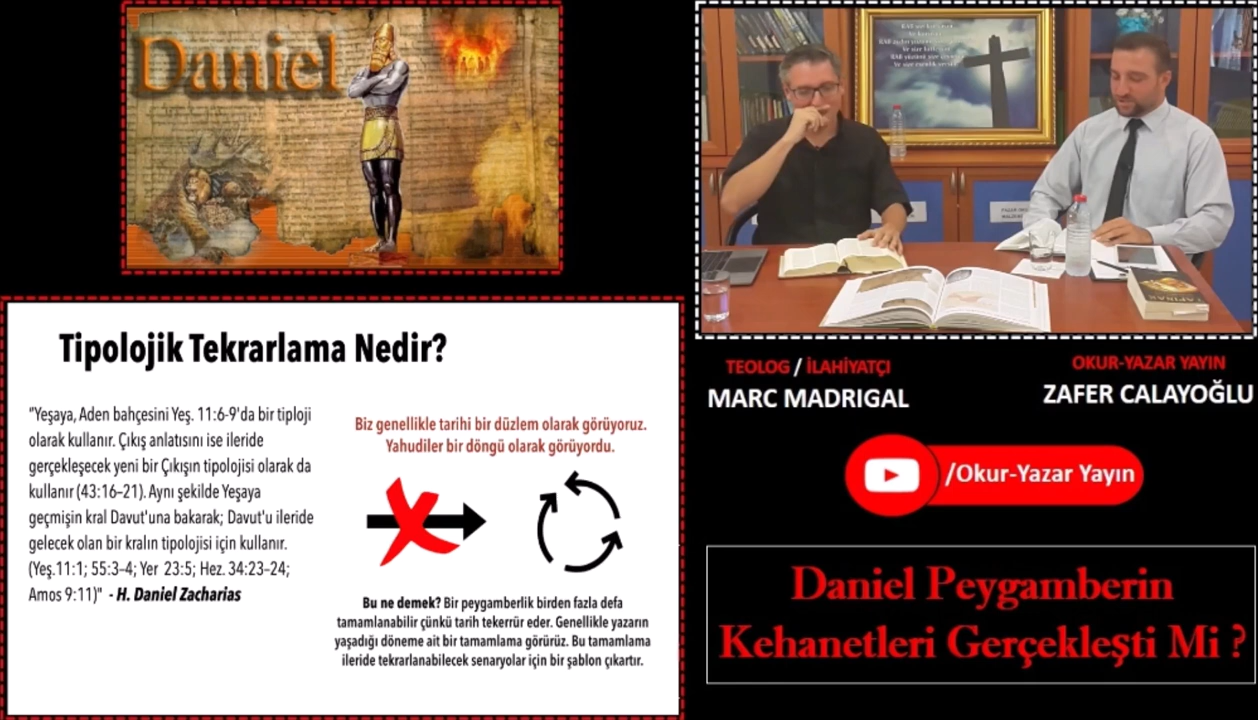 Daniel
Tipolojik Tekrarlama Nedir?
"Yeşaya, Aden bahçesini Yeş. 11:6-9'da bir tiploji
olarak kullanır. Çıkış anlatısını ise ileride
gerçekleşecek yeni bir Çıkışın tipolojisi olarak da
kullanır (43:16–21). Aynı şekilde Yeşaya
geçmişin kral Davut'una bakarak; Davut'u ileride
gelecek olan bir kralın tipolojisi için kullanır.
(Yeş.11:1; 55:3–4; Yer 23:5; Hez. 34:23–24;
Amos 9:11)" - H. Daniel Zacharias
Biz genellikle tarihi bir düzlem olarak görüyoruz.
Yahudiler bir döngü olarak görüyordu.
Bu ne demek? Bir peygamberlik birden fazla defa
tamamlanabilir çünkü tarih tekerrür eder. Genellikle yazarın
yaşadığı döneme ait bir tamamlama görürüz. Bu tamamlama
ileride tekrarlanabilecek senaryolar için bir şablon çıkartır.
TEOLOG / İLAHİYATÇI
MARC MADRIGAL
OKUR-YAZAR YAYIN
ZAFER CALAYOĞLU
/Okur-Yazar Yayın
Daniel Peygamberin
Kehanetleri Gerçekleşti Mi ?